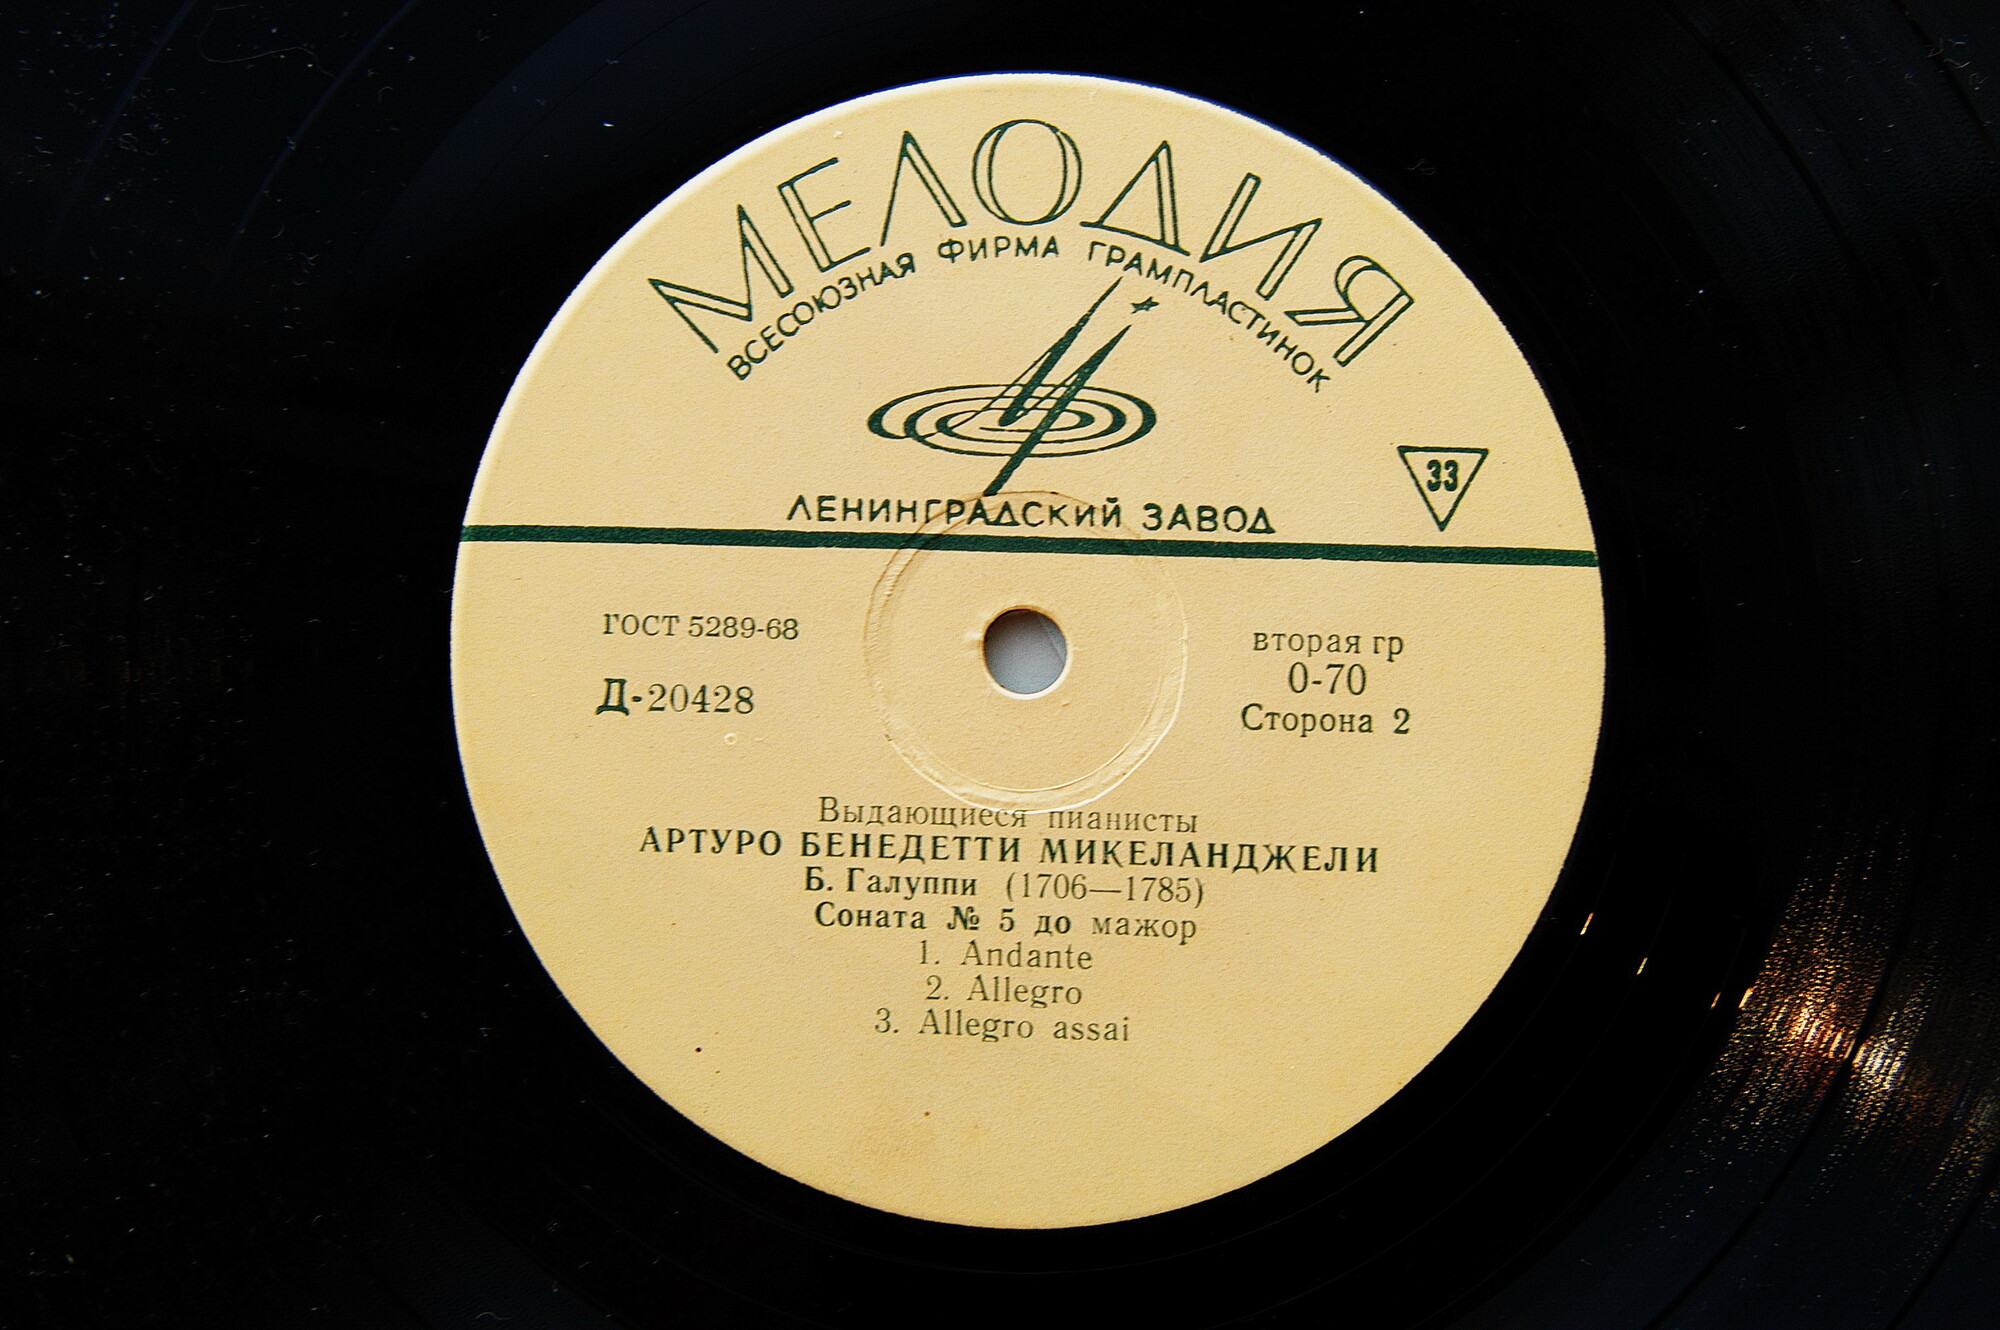 МЕЛОДИЯ
ВСЕСОЮЗНАЯ ФИРМА ГРАМПЛАСТИНОК
33
ЛЕНИНГРАДСКИЙ ЗАВОД
ГОСТ 5289-68
вторая гр
Д-20428
0-70
Сторона 2
Выдающиеся пианисты
АРТУРО БЕНЕДЕТТИ МИКЕЛАНДЖЕЛИ
Б. Галуппи (1706—1785)
Соната № 5 до мажор
1. Andante
2. Allegro
3. Allegro assai